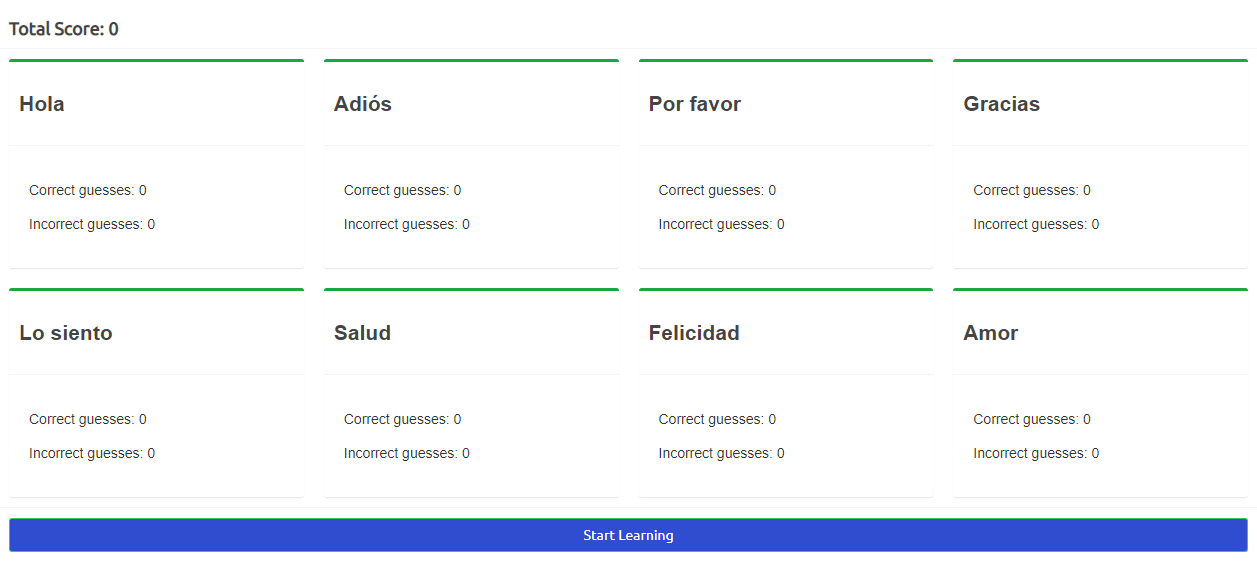 Total Score: 0
Hola
Adiós
Por favor
Gracias
Correct guesses: 0
Incorrect guesses: 0
Correct guesses: 0
Incorrect guesses: 0
Correct guesses: 0
Incorrect guesses: 0
Correct guesses: 0
Incorrect guesses: 0
Lo siento
Salud
Felicidad
Amor
Correct guesses: 0
Incorrect guesses: 0
Correct guesses: 0
Incorrect guesses: 0
Correct guesses: 0
Incorrect guesses: 0
Correct guesses: 0
Incorrect guesses: 0
Start Learning